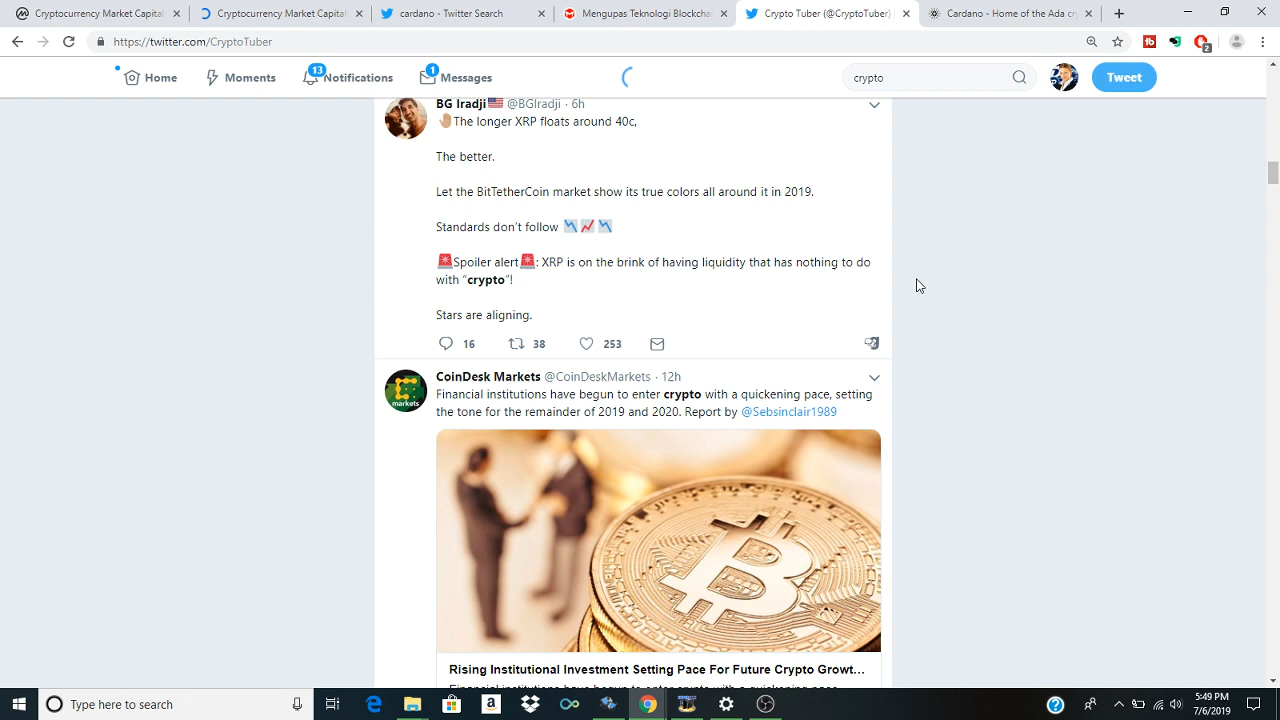 Cryptocurrency Market Capital
Cryptocurrency Market Capital
cardano - Twitter Search
Mengupas Teknologi Blockcha
Crypto Tuber (@CryptoTuber) |
Cardano - Home of the Ada cry
https://twitter.com/CryptoTuber
2
Home
Moments
13
Notifications
1
Messages
crypto
Tweet
BG Iradji🇺🇸 @BGIradji · 6h
🤚The longer XRP floats around 40c,
The better.
Let the BitTetherCoin market show its true colors all around it in 2019.
Standards don’t follow 📉📈📉
🚨Spoiler alert🚨: XRP is on the brink of having liquidity that has nothing to do
with “crypto”!
Stars are aligning.
16
38
253
CoinDesk Markets @CoinDeskMarkets · 12h
markets
Financial institutions have begun to enter crypto with a quickening pace, setting
the tone for the remainder of 2019 and 2020. Report by @Sebsinclair1989
Rising Institutional Investment Setting Pace For Future Crypto Growt...
Type here to search
5:49 PM
7/6/2019